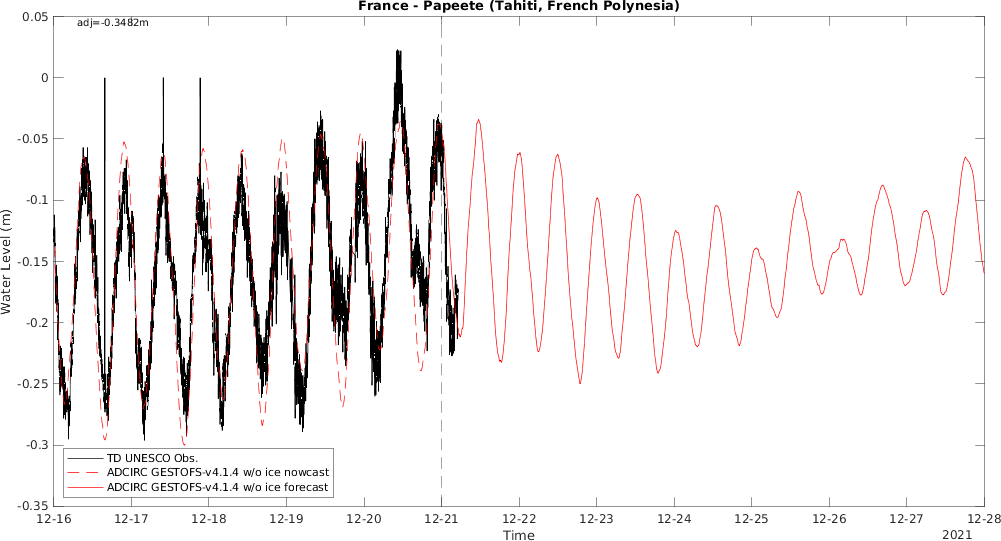 France - Papeete (Tahiti, French Polynesia)
adj=-0.3482m
0.05
0
-0.05
-0.1
-0.15
-0.2
-0.25
-0.3
-0.35
Water Level (m)
TD UNESCO Obs.
ADCIRC GESTOFS-v4.1.4 w/o ice nowcast
ADCIRC GESTOFS-v4.1.4 w/o ice forecast
12-16 12-17 12-18 12-19 12-20 12-21 12-22 12-23 12-24 12-25 12-26 12-27 12-28
Time
2021